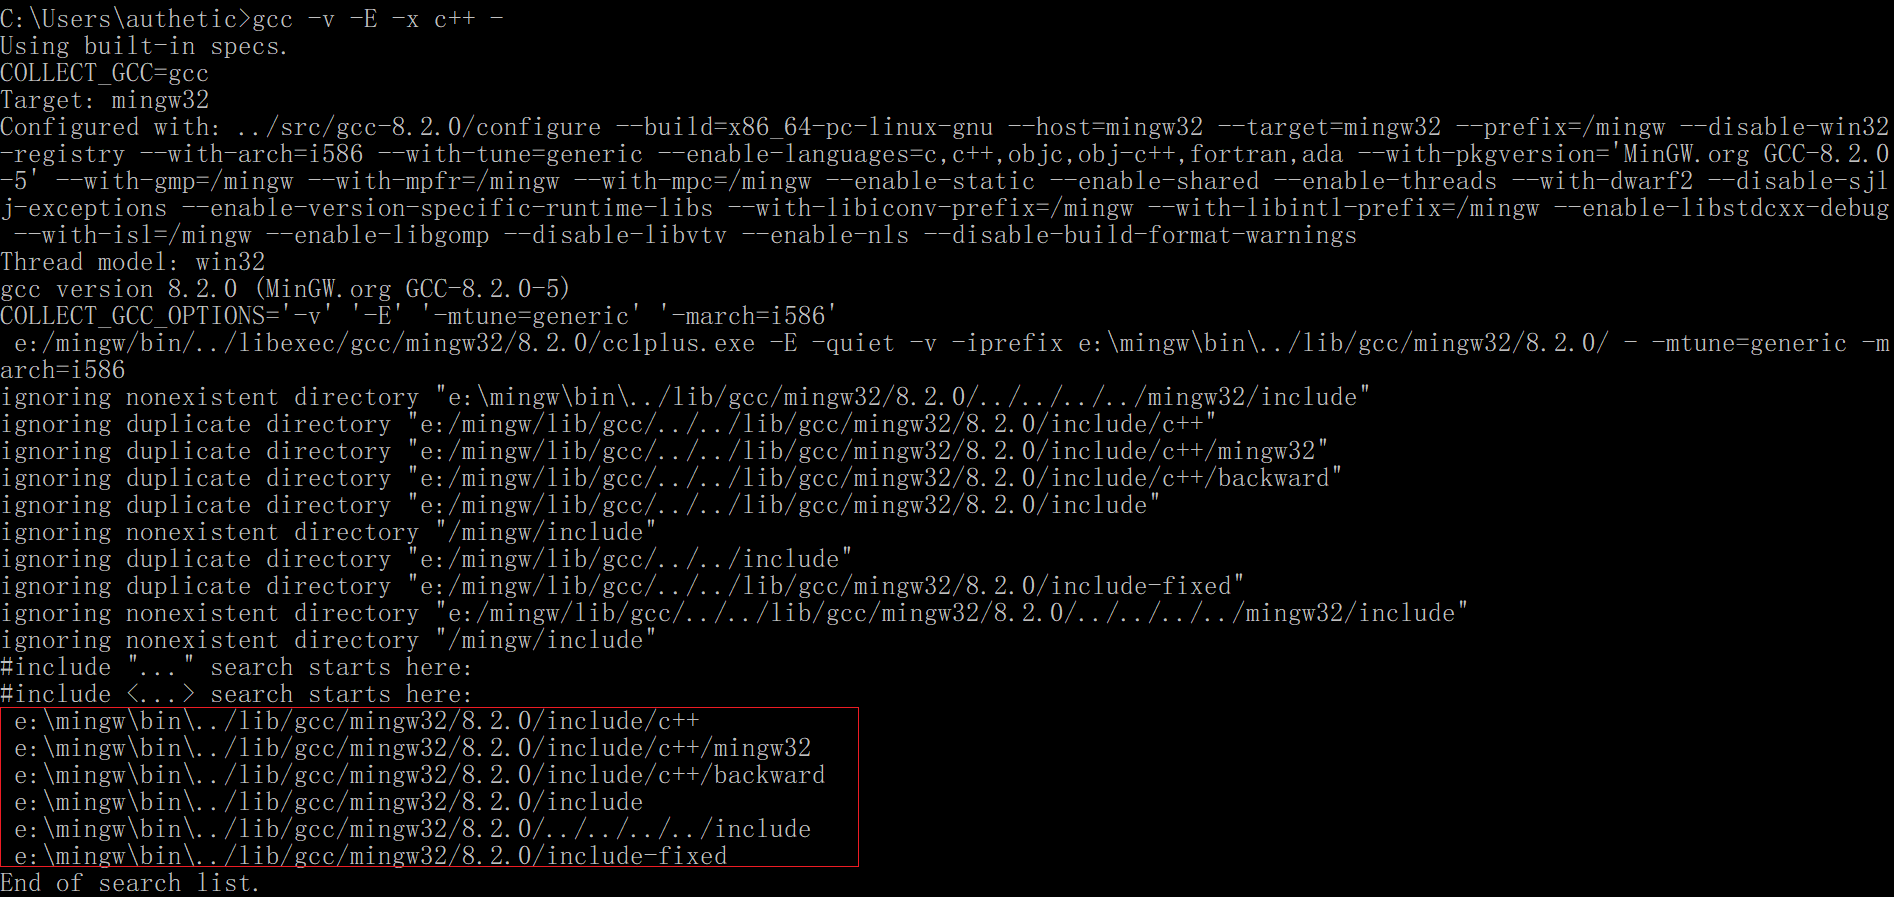 C:\Users\authetic>gcc -v -E -x c++ -
Using built-in specs.
COLLECT_GCC=gcc
Target: mingw32
Configured with: ../src/gcc-8.2.0/configure --build=x86_64-pc-linux-gnu --host=mingw32 --target=mingw32 --prefix=/mingw --disable-win32
-registry --with-arch=i586 --with-tune=generic --enable-languages=c,c++,objc,obj-c++,fortran,ada --with-pkgversion='MinGW.org GCC-8.2.0
-5' --with-gmp=/mingw --with-mpfr=/mingw --with-mpc=/mingw --enable-static --enable-shared --enable-threads --with-dwarf2 --disable-sjl
j-exceptions --enable-version-specific-runtime-libs --with-libiconv-prefix=/mingw --with-libintl-prefix=/mingw --enable-libstdcxx-debug
 --with-isl=/mingw --enable-libgomp --disable-libvtv --enable-nls --disable-build-format-warnings
Thread model: win32
gcc version 8.2.0 (MinGW.org GCC-8.2.0-5)
COLLECT_GCC_OPTIONS='-v' '-E' '-mtune=generic' '-march=i586'
 e:/mingw/bin/../libexec/gcc/mingw32/8.2.0/cc1plus.exe -E -quiet -v -iprefix e:\mingw\bin\../lib/gcc/mingw32/8.2.0/ - -mtune=generic -m
arch=i586
ignoring nonexistent directory "e:\mingw\bin\../lib/gcc/mingw32/8.2.0/../../../../mingw32/include"
ignoring duplicate directory "e:/mingw/lib/gcc/../../lib/gcc/mingw32/8.2.0/include/c++"
ignoring duplicate directory "e:/mingw/lib/gcc/../../lib/gcc/mingw32/8.2.0/include/c++/mingw32"
ignoring duplicate directory "e:/mingw/lib/gcc/../../lib/gcc/mingw32/8.2.0/include/c++/backward"
ignoring duplicate directory "e:/mingw/lib/gcc/../../lib/gcc/mingw32/8.2.0/include"
ignoring nonexistent directory "/mingw/include"
ignoring duplicate directory "e:/mingw/lib/gcc/../../include"
ignoring duplicate directory "e:/mingw/lib/gcc/../../lib/gcc/mingw32/8.2.0/include-fixed"
ignoring nonexistent directory "e:/mingw/lib/gcc/../../lib/gcc/mingw32/8.2.0/../../../../mingw32/include"
ignoring nonexistent directory "/mingw/include"
#include "..." search starts here:
#include <...> search starts here:
 e:\mingw\bin\../lib/gcc/mingw32/8.2.0/include/c++
 e:\mingw\bin\../lib/gcc/mingw32/8.2.0/include/c++/mingw32
 e:\mingw\bin\../lib/gcc/mingw32/8.2.0/include/c++/backward
 e:\mingw\bin\../lib/gcc/mingw32/8.2.0/include
 e:\mingw\bin\../lib/gcc/mingw32/8.2.0/../../../../include
 e:\mingw\bin\../lib/gcc/mingw32/8.2.0/include-fixed
End of search list.